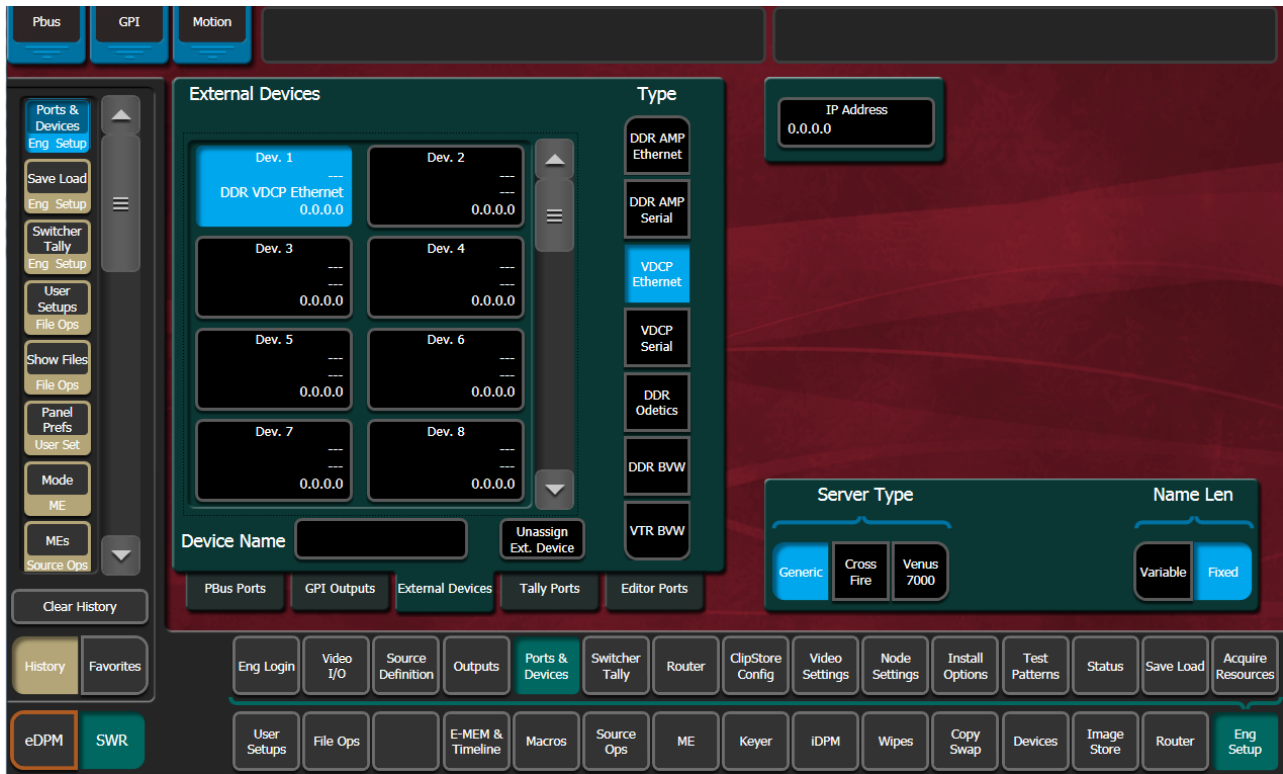 Pbus
GPI
Motion
Ports &
Devices
Eng Setup
Save Load
Eng Setup
Switcher
Tally
Eng Setup
User
Setups
File Ops
Show Files
File Ops
Panel
Prefs
User Set
Mode
ME
MEs
Source Ops
Clear History
History
Favorites
eDPM
SWR
External Devices
Dev. 1
---
DDR VDCP Ethernet
0.0.0.0
Dev. 2
---
---
0.0.0.0
Dev. 3
---
---
0.0.0.0
Dev. 4
---
---
0.0.0.0
Dev. 5
---
---
0.0.0.0
Dev. 6
---
---
0.0.0.0
Dev. 7
---
---
0.0.0.0
Dev. 8
---
---
0.0.0.0
Device Name
Unassign
Ext. Device
Type
DDR AMP
Ethernet
DDR AMP
Serial
VDCP
Ethernet
VDCP
Serial
DDR
Odetics
DDR BVW
VTR BVW
PBus Ports
GPI Outputs
External Devices
Tally Ports
Editor Ports
IP Address
0.0.0.0
Server Type
Generic
Cross
Fire
Venus
7000
Name Len
Variable
Fixed
Eng Login
Video
I/O
Source
Definition
Outputs
Ports &
Devices
Switcher
Tally
Router
ClipStore
Config
Video
Settings
Node
Settings
Install
Options
Test
Patterns
Status
Save Load
Acquire
Resources
User
Setups
File Ops
E-MEM &
Timeline
Macros
Source
Ops
ME
Keyer
iDPM
Wipes
Copy
Swap
Devices
Image
Store
Router
Eng
Setup